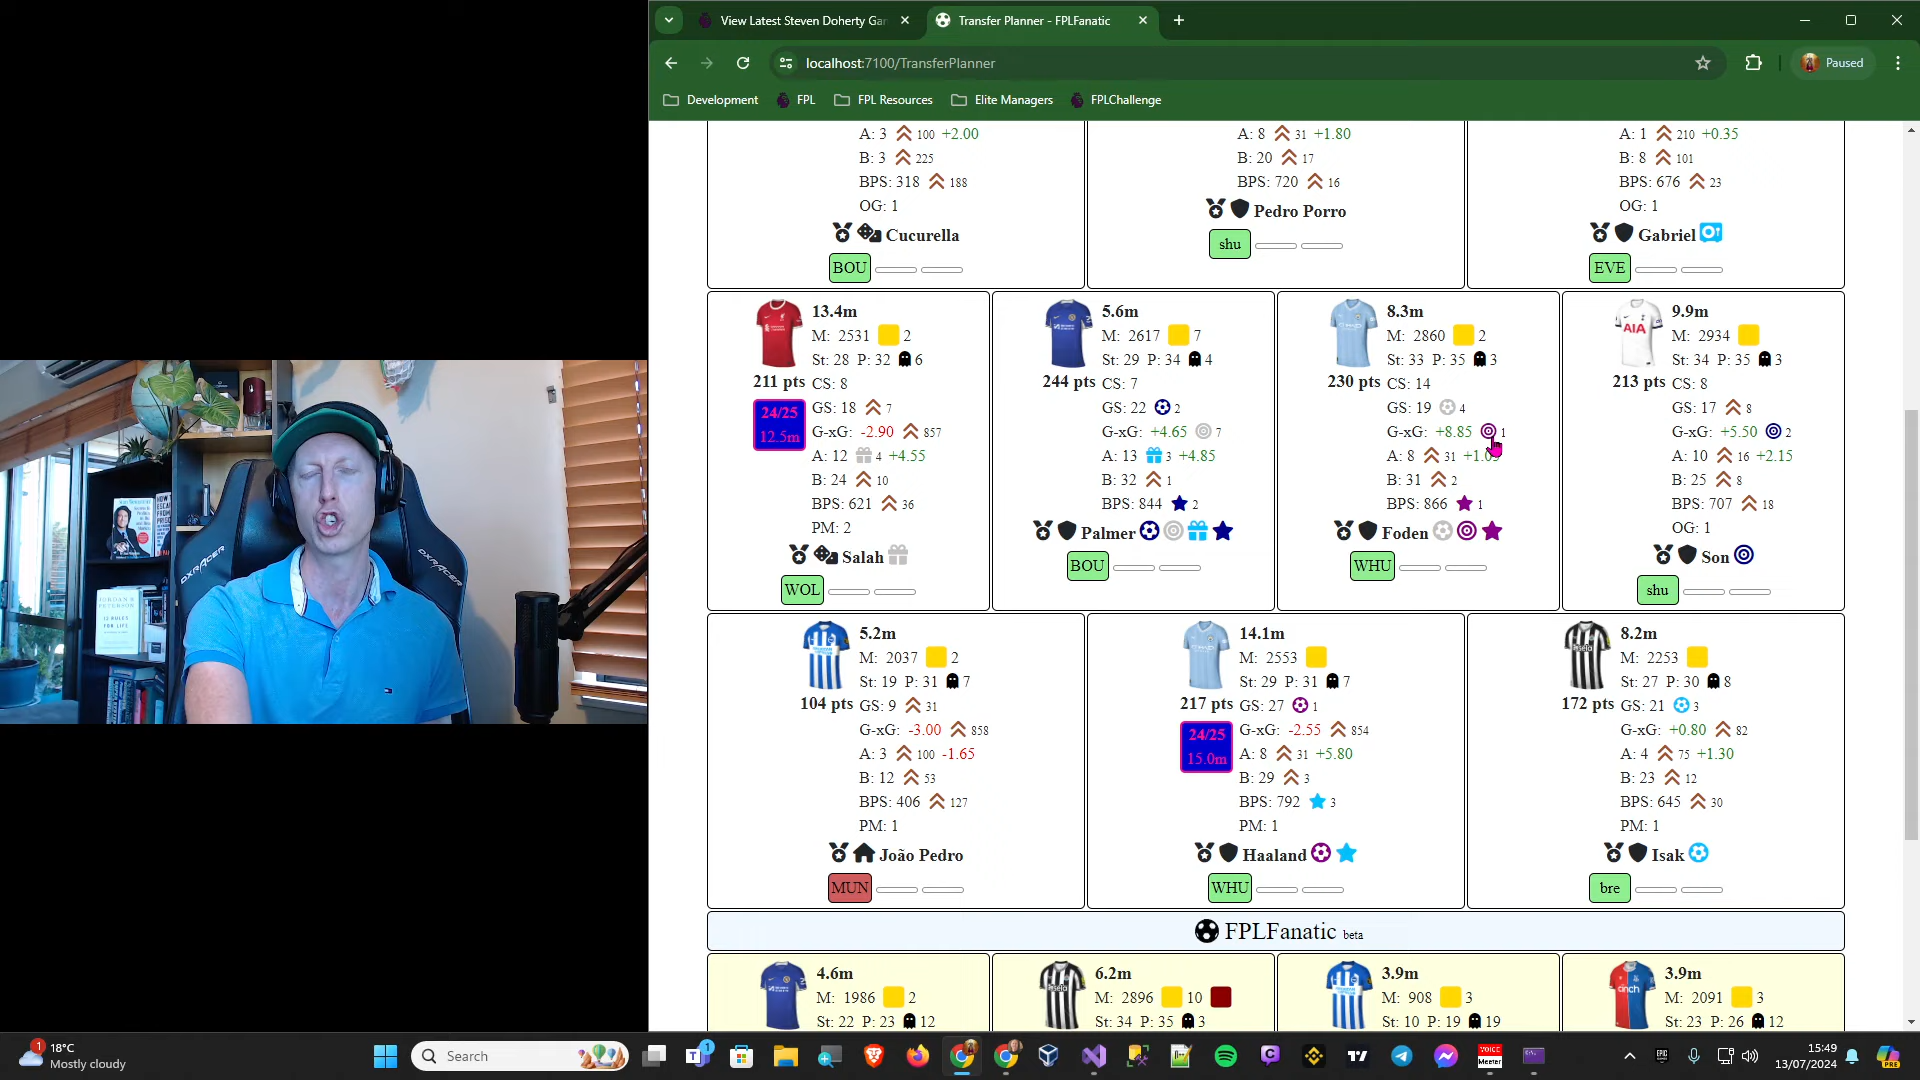 View Latest Steven Doherty Gar
Transfer Planner - FPLFanatic
localhost:7100/TransferPlanner
Paused
Development
FPL
FPL Resources
Elite Managers
FPLChallenge
A: 3 100 +2.00
B: 3 225
BPS: 318 188
OG: 1
Cucurella
BOU
A: 8 31 +1.80
B: 20 17
BPS: 720 16
Pedro Porro
shu
A: 1 210 +0.35
B: 8 101
BPS: 676 23
OG: 1
Gabriel
EVE
13.4m
M: 2531 2
St: 28 P: 32 6
211 pts CS: 8
24/25
12.5m
GS: 18 7
G-xG: -2.90 857
A: 12 4 +4.55
B: 24 10
BPS: 621 36
PM: 2
Salah
WOL
5.6m
M: 2617 7
St: 29 P: 34 4
244 pts CS: 7
GS: 22 2
G-xG: +4.65 7
A: 13 3 +4.85
B: 32 1
BPS: 844 2
Palmer
BOU
8.3m
M: 2860 2
St: 33 P: 35 3
230 pts CS: 14
GS: 19 4
G-xG: +8.85 1
A: 8 31
B: 31 2
BPS: 866 1
Foden
WHU
9.9m
M: 2934
St: 34 P: 35 3
213 pts CS: 8
GS: 17 8
G-xG: +5.50 2
A: 10 16 +2.15
B: 25 8
BPS: 707 18
OG: 1
Son
shu
AIA
5.2m
M: 2037 2
St: 19 P: 31 7
104 pts GS: 9 31
G-xG: -3.00 858
A: 3 100 -1.65
B: 12 53
BPS: 406 127
PM: 1
João Pedro
MUN
14.1m
M: 2553
St: 29 P: 31 7
217 pts GS: 27 1
24/25
15.0m
G-xG: -2.55 854
A: 8 31 +5.80
B: 29 3
BPS: 792 3
PM: 1
Haaland
WHU
8.2m
M: 2253
St: 27 P: 30 8
172 pts GS: 21 3
G-xG: +0.80 82
A: 4 75 +1.30
B: 23 12
BPS: 645 30
PM: 1
Isak
bre
FPLFanatic beta
4.6m
M: 1986 2
St: 22 P: 23 12
6.2m
M: 2896 10
St: 34 P: 35 3
3.9m
M: 908 3
St: 10 P: 19 19
3.9m
M: 2091 3
St: 23 P: 26 12
cinch
DXRACER
DXRACER
JORDAN B
PETERSON
12 RULES
FOR LIFE
1
18°C
Mostly cloudy
Search
1
15:49
13/07/2024